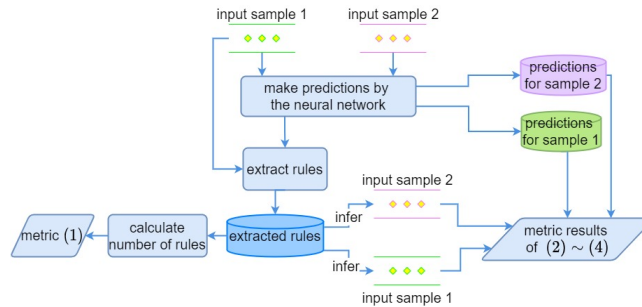 input sample 1
input sample 2
make predictions by
the neural network
predictions
for sample 2
predictions
for sample 1
extract rules
input sample 2
infer
metric (1)
calculate
number of rules
extracted rules
metric results
of (2) ∼ (4)
infer
input sample 1